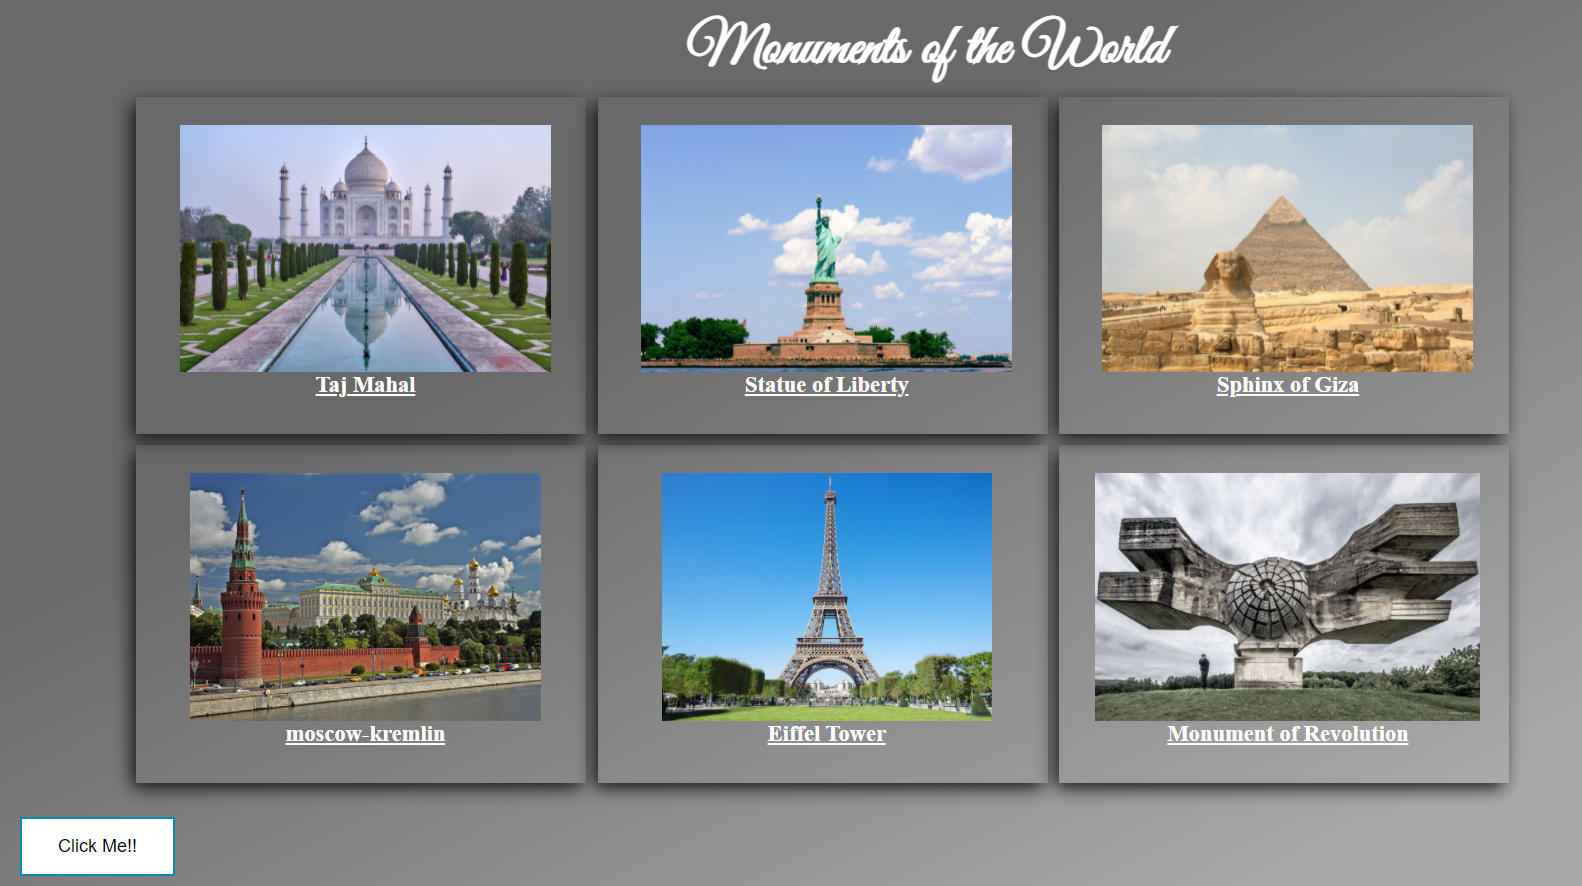 Monuments of the World
Taj Mahal
Statue of Liberty
Sphinx of Giza
moscow-kremlin
Eiffel Tower
Monument of Revolution
Click Me!!